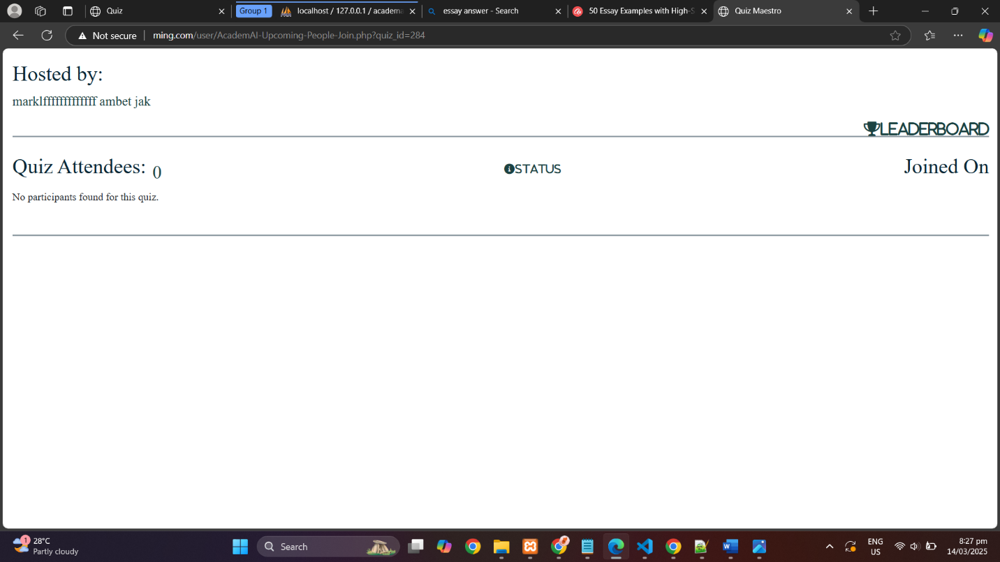 Quiz
Group 1
localhost / 127.0.0.1 / academa
essay answer - Search
50 Essay Examples with High-S
Quiz Maestro
Not secure
ming.com/user/AcademAI-Upcoming-People-Join.php?quiz_id=284
Hosted by:
marklfffffffffffffff ambet jak
LEADERBOARD
Quiz Attendees: 0
STATUS
Joined On
No participants found for this quiz.
1
28°C
Partly cloudy
Search
ENG
US
8:27 pm
14/03/2025